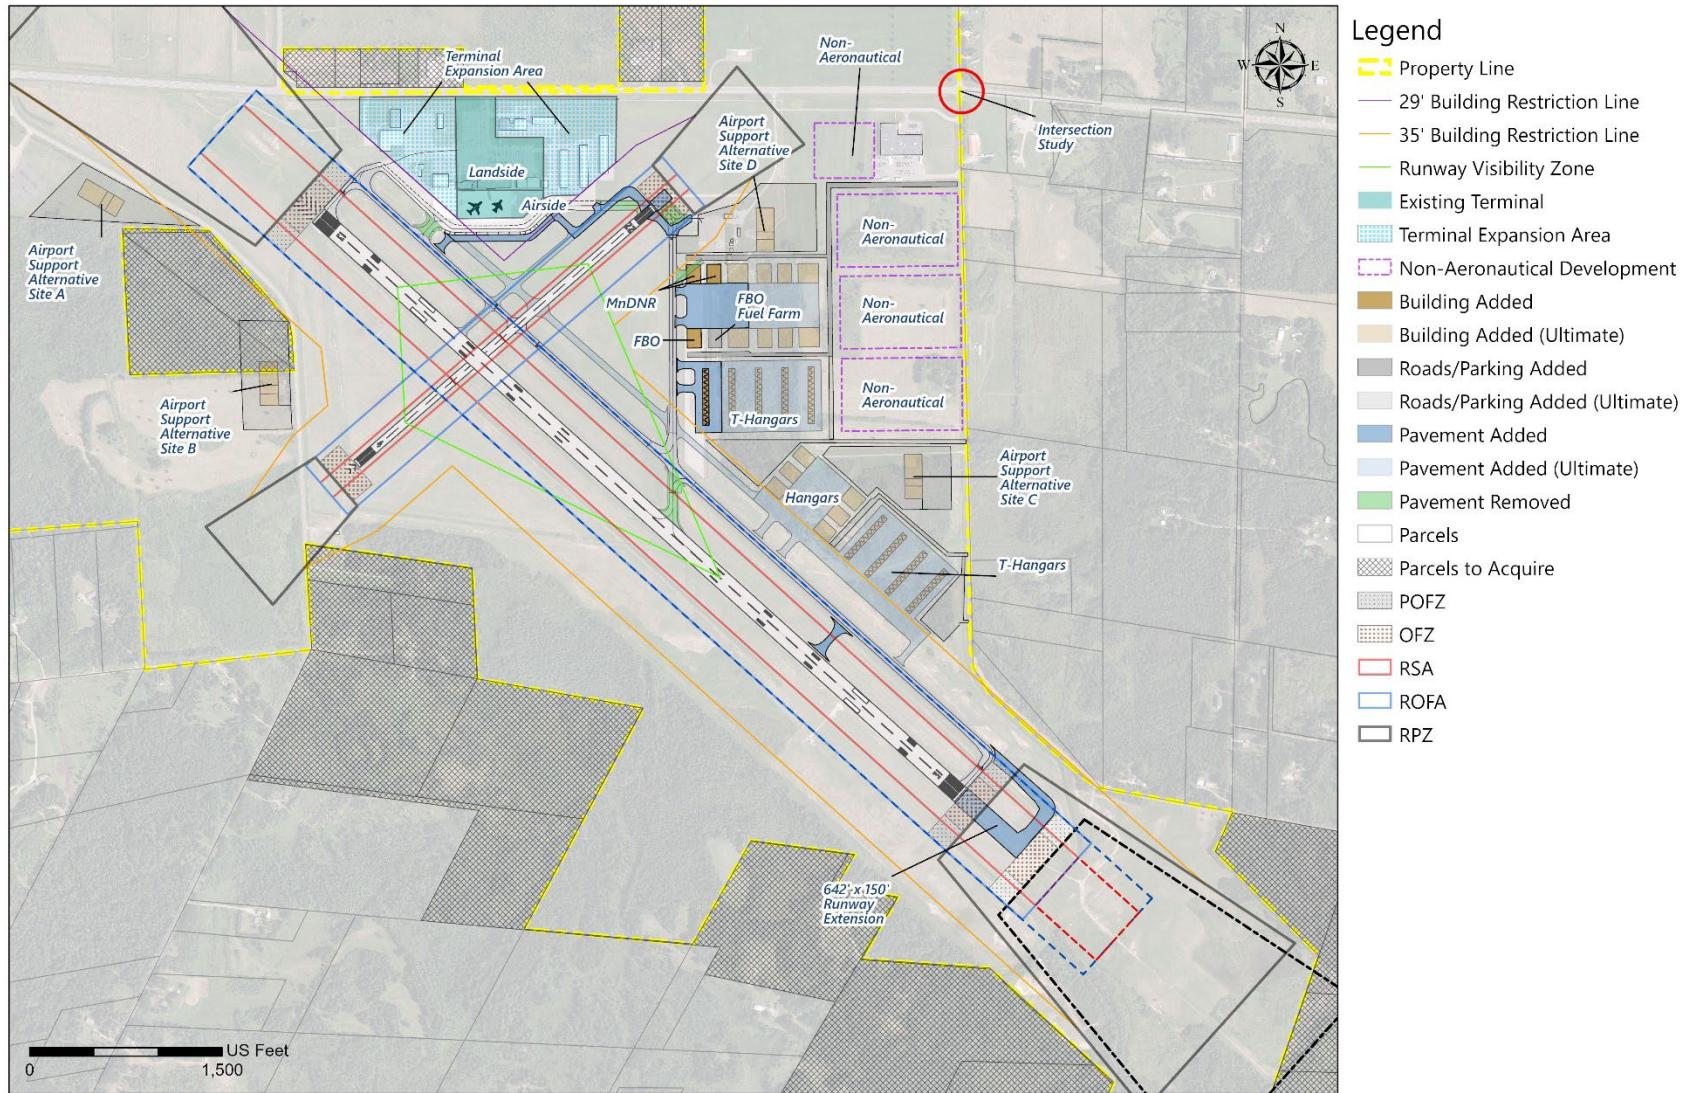 Non-
Aeronautical
Terminal
Expansion Area
N
W
E
S
Intersection
Study
Airport
Support
Alternative
Site D
Landside
Airside
Non-
Aeronautical
Airport
Support
Alternative
Site A
MnDNR
FBO
Fuel Farm
Non-
Aeronautical
FBO
Non-
Aeronautical
Airport
Support
Alternative
Site B
T-Hangars
Airport
Support
Alternative
Site C
Hangars
T-Hangars
642' x 150'
Runway
Extension
US Feet
0
1,500
Legend
Property Line
29' Building Restriction Line
35' Building Restriction Line
Runway Visibility Zone
Existing Terminal
Terminal Expansion Area
Non-Aeronautical Development
Building Added
Building Added (Ultimate)
Roads/Parking Added
Roads/Parking Added (Ultimate)
Pavement Added
Pavement Added (Ultimate)
Pavement Removed
Parcels
Parcels to Acquire
POFZ
OFZ
RSA
ROFA
RPZ